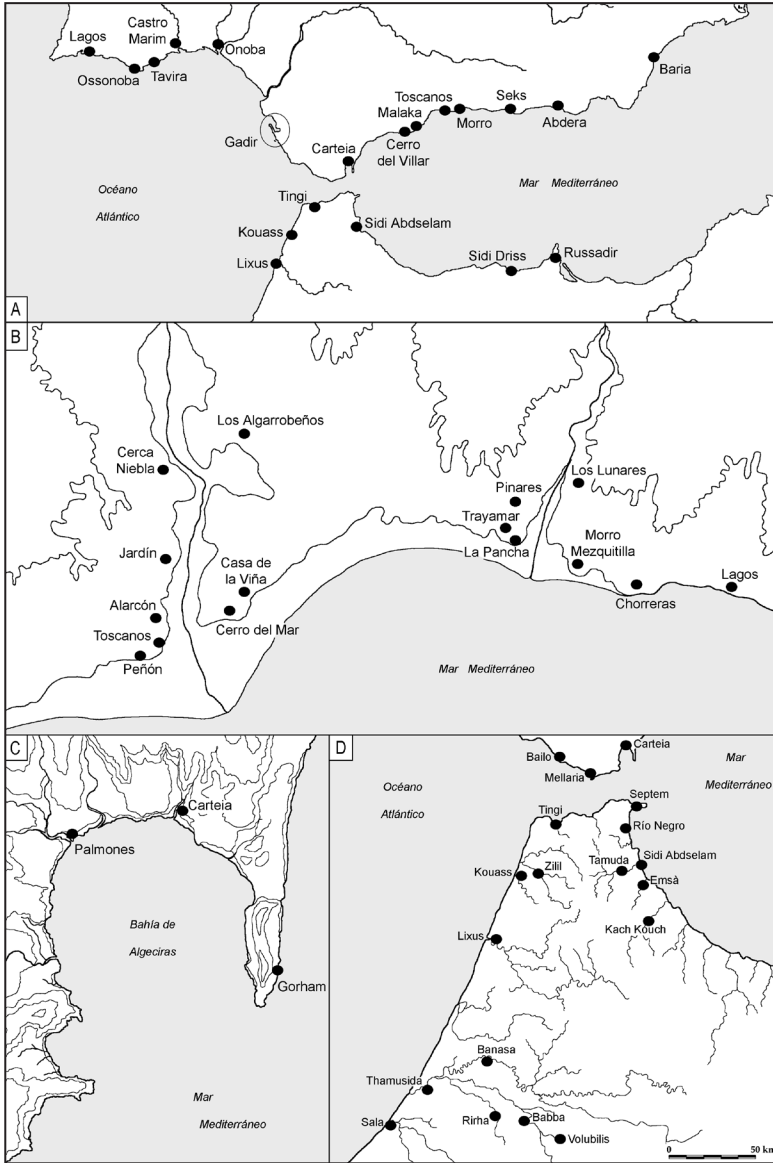 Lagos
Castro
Marim
Onoba
Ossonoba
Tavira
Baria
Toscanos
Malaka
Seks
Morro
Abdera
Gadir
Carteia
Cerro
del Villar
Océano
Atlántico
Mar Mediterráneo
Tingi
Sidi Abdselam
Kouass
Lixus
Sidi Driss
Russadir
A
B
Los Algarrobeños
Cerca
Niebla
Pinares
Los Lunares
Trayamar
La Pancha
Morro
Mezquitilla
Jardín
Casa de
la Viña
Lagos
Chorreras
Alarcón
Cerro del Mar
Toscanos
Peñón
Mar Mediterráneo
C
Carteia
Palmones
Bahía de
Algeciras
Gorham
Mar
Mediterráneo
D
Carteia
Bailo
Mar
Mediterráneo
Mellaria
Océano
Atlántico
Septem
Tingi
Río Negro
Sidi Abdselam
Tamuda
Zilil
Kouass
Emsà
Kach Kouch
Lixus
Banasa
Thamusida
Rirha
Babba
Sala
Volubilis
0 50 km